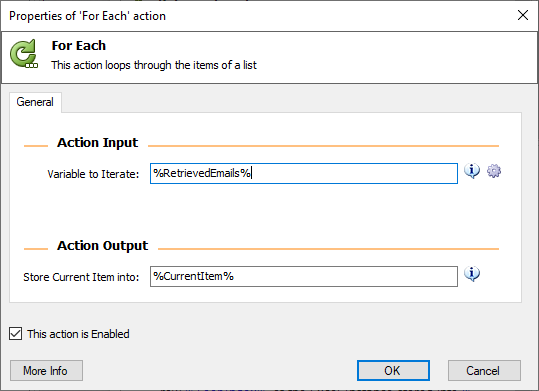 Properties of 'For Each' action
For Each
This action loops through the items of a list
General
Action Input
Variable to Iterate:
%RetrievedEmails%
Action Output
Store Current Item into:
%CurrentItem%
This action is Enabled
More Info
OK
Cancel